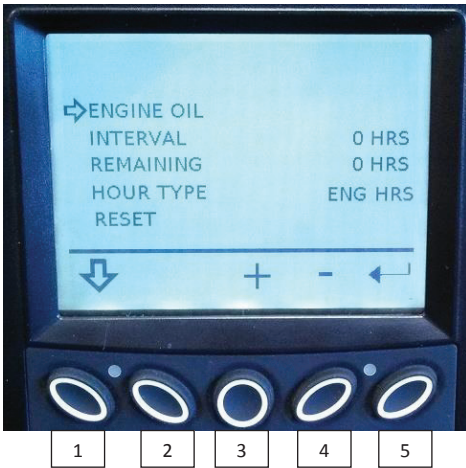 ENGINE OIL
INTERVAL 0 HRS
REMAINING 0 HRS
HOUR TYPE ENG HRS
RESET
+ -
1 2 3 4 5